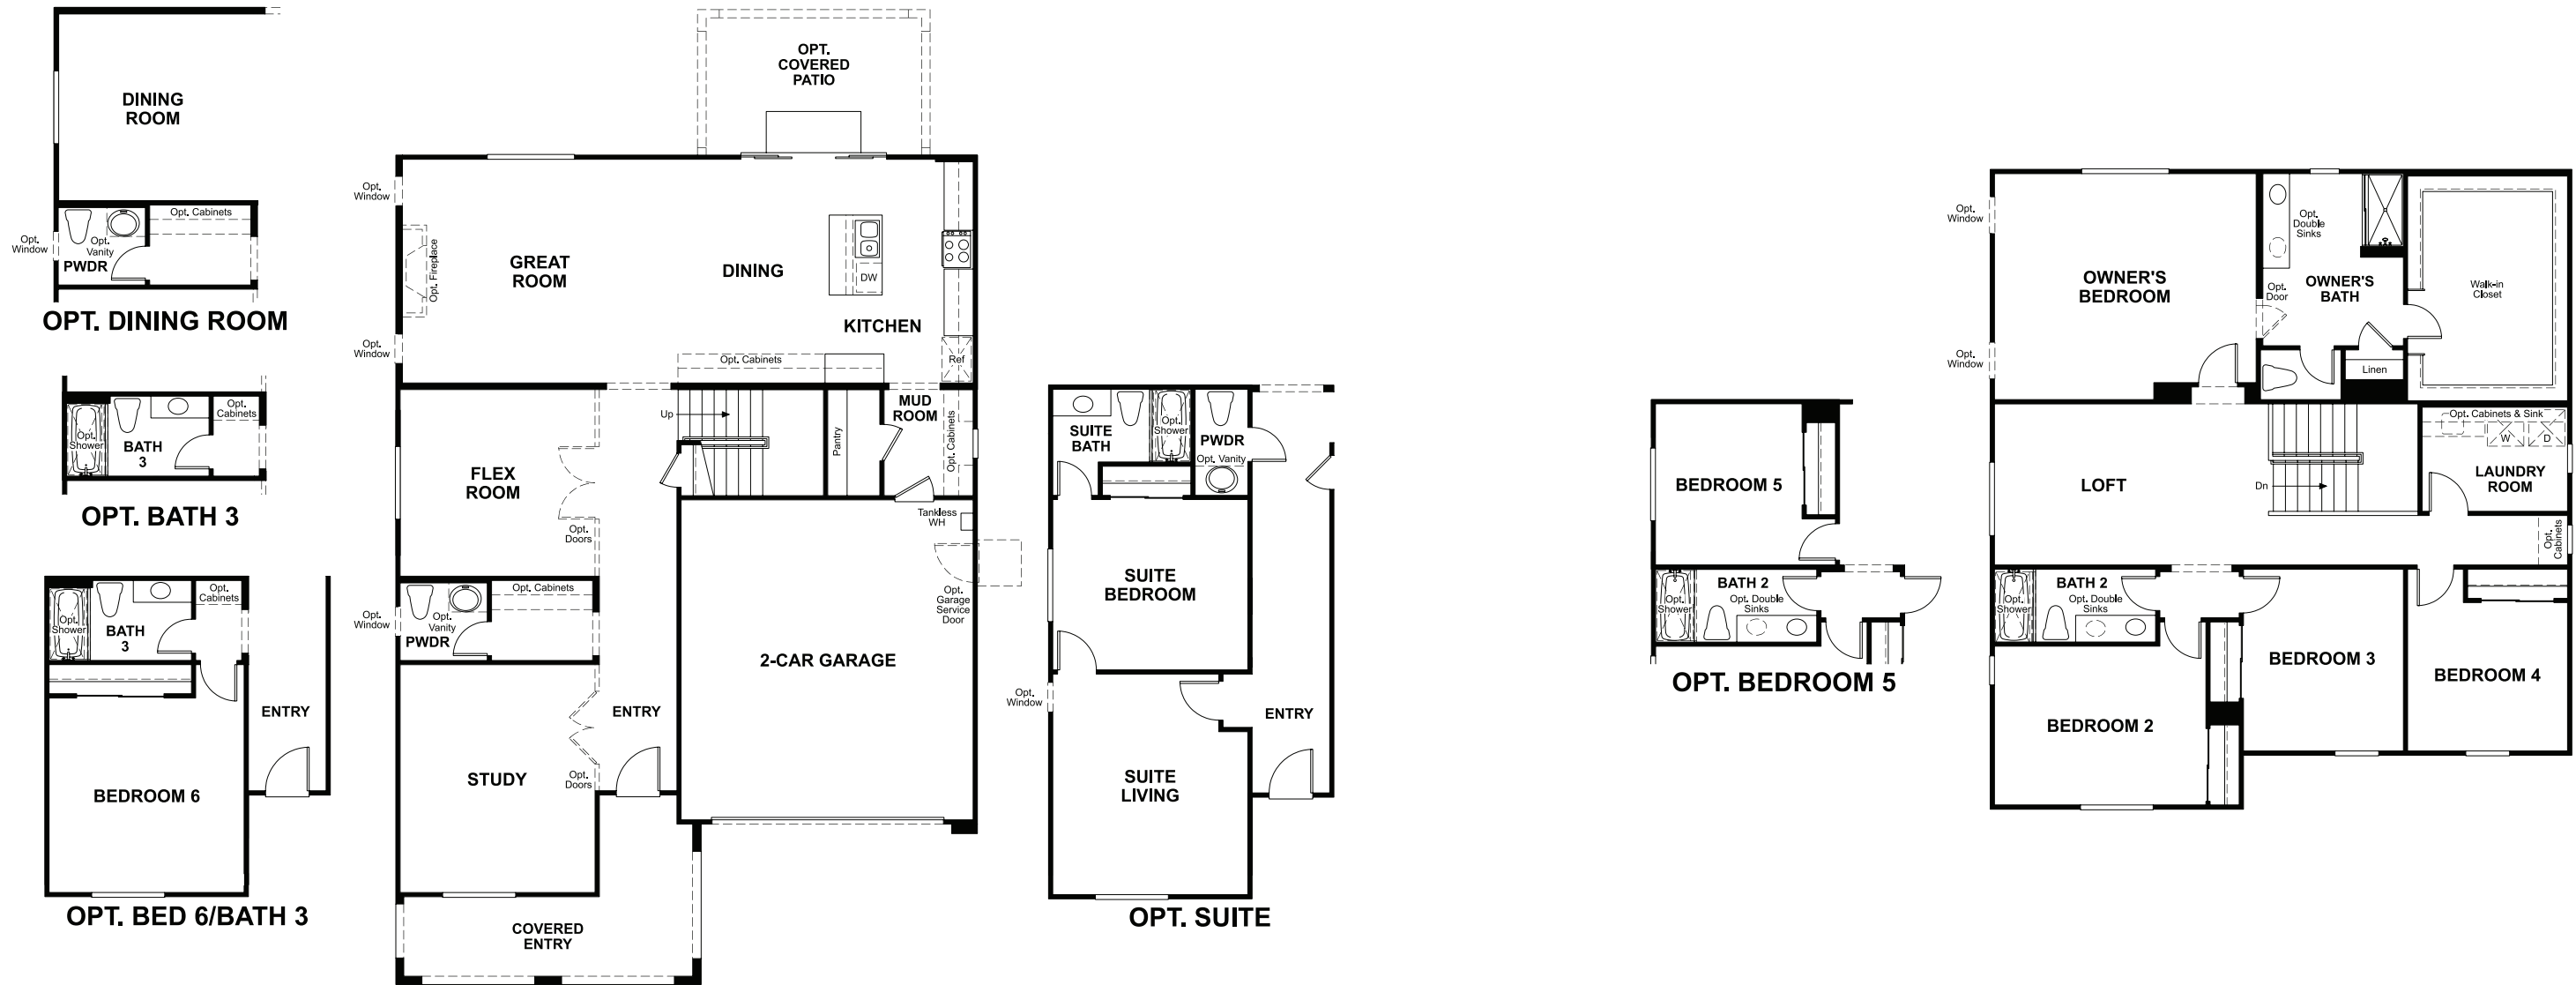 DINING
ROOM
Opt. Cabinets
Opt.
Window
Opt.
Vanity
PWDR
OPT. DINING ROOM
Opt.
Cabinets
Opt.
Shower
BATH
3
OPT. BATH 3
Opt.
Cabinets
Opt.
Shower
BATH
3
ENTRY
BEDROOM 6
OPT. BED 6/BATH 3
OPT.
COVERED
PATIO
Opt.
Window
Opt. Fireplace
GREAT
ROOM
DINING
DW
KITCHEN
Opt.
Window
Opt. Cabinets
Ref
Up
Pantry
MUD
ROOM
Opt. Cabinets
FLEX
ROOM
Opt.
Doors
Tankless
WH
Opt.
Garage
Service
Door
Opt.
Window
Opt.
Vanity
PWDR
Opt. Cabinets
2-CAR GARAGE
ENTRY
STUDY
Opt.
Doors
COVERED
ENTRY
SUITE
BATH
Opt.
Shower
PWDR
Opt. Vanity
SUITE
BEDROOM
Opt.
Window
ENTRY
SUITE
LIVING
OPT. SUITE
BEDROOM 5
BATH 2
Opt.
Shower
Opt. Double
Sinks
OPT. BEDROOM 5
Opt.
Window
Opt.
Double
Sinks
OWNER'S
BEDROOM
Opt.
Door
OWNER'S
BATH
Walk-in
Closet
Opt.
Window
Linen
Opt. Cabinets & Sink
W
D
LAUNDRY
ROOM
LOFT
Dn
Opt.
Cabinets
BATH 2
Opt.
Shower
Opt. Double
Sinks
BEDROOM 3
BEDROOM 4
BEDROOM 2